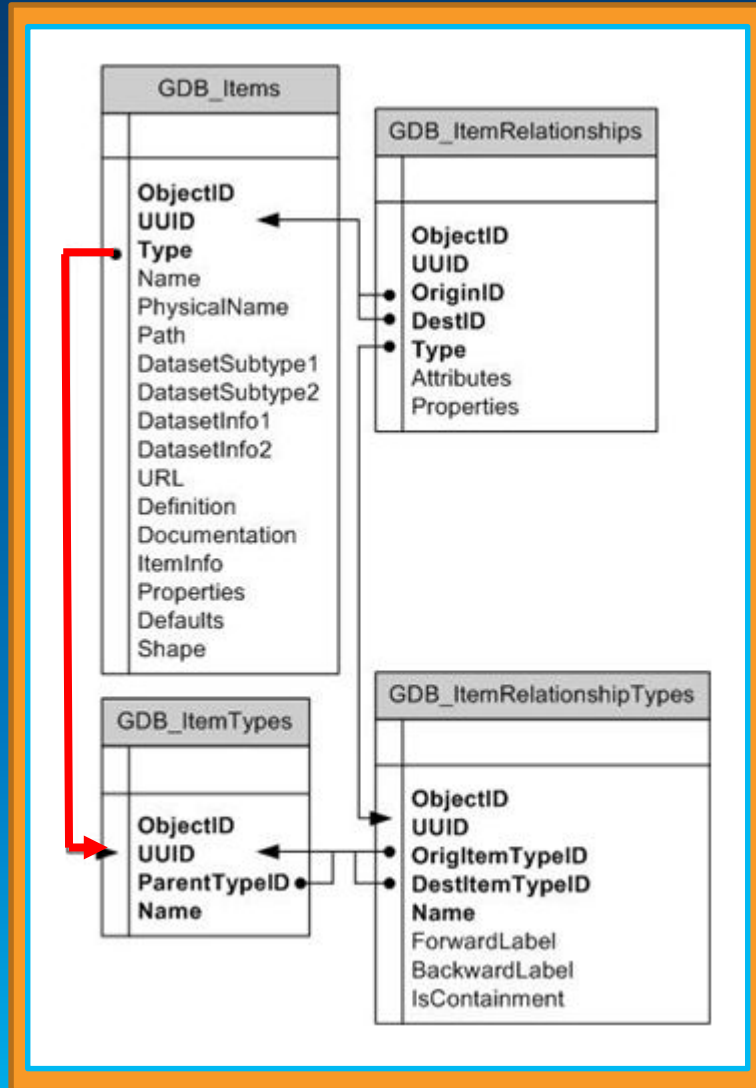 GDB_Items
ObjectID
UUID
Type
Name
PhysicalName
Path
DatasetSubtype1
DatasetSubtype2
DatasetInfo1
DatasetInfo2
URL
Definition
Documentation
ItemInfo
Properties
Defaults
Shape
GDB_ItemRelationships
ObjectID
UUID
OriginID
DestID
Type
Attributes
Properties
GDB_ItemTypes
ObjectID
UUID
ParentTypeID
Name
GDB_ItemRelationshipTypes
ObjectID
UUID
OrigItemTypeID
DestItemTypeID
Name
ForwardLabel
BackwardLabel
IsContainment